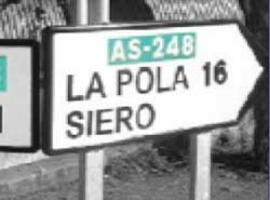 AS-248
LA POLA 16
SIERO